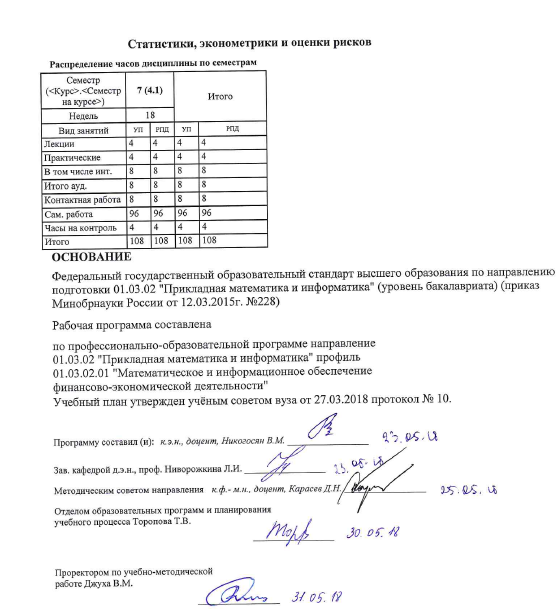 Статистики, эконометрики и оценки рисков
Распределение часов дисциплины по семестрам
Семестр (<Курс>.<Семестр на курсе>) 7 (4.1) Итого
Недель 18
Вид занятий УП РПД УП РПД
Лекции 4 4 4 4
Практические 4 4 4 4
В том числе инт. 8 8 8 8
Итого ауд. 8 8 8 8
Контактная работа 8 8 8 8
Сам. работа 96 96 96 96
Часы на контроль 4 4 4 4
Итого 108 108 108 108
ОСНОВАНИЕ
Федеральный государственный образовательный стандарт высшего образования по направлению
подготовки 01.03.02 "Прикладная математика и информатика" (уровень бакалавриата) (приказ
Минобрнауки России от 12.03.2015г. №228)
Рабочая программа составлена
по профессионально-образовательной программе направление
01.03.02 "Прикладная математика и информатика" профиль
01.03.02.01 "Математическое и информационное обеспечение
финансово-экономической деятельности"
Учебный план утвержден учёным советом вуза от 27.03.2018 протокол № 10.
Программу составил (и): к.э.н., доцент, Никогосян В.М. 23.05.18
Зав. кафедрой д.э.н., проф. Ниворожкина Л.И. 23.05.18
Методическим советом направления к.ф.- м.н., доцент, Карасев Д.Н. 25.05.18
Отделом образовательных программ и планирования
учебного процесса Торопова Т.В.
30.05.18
Проректором по учебно-методической
работе Джуха В.М.
31.05.18